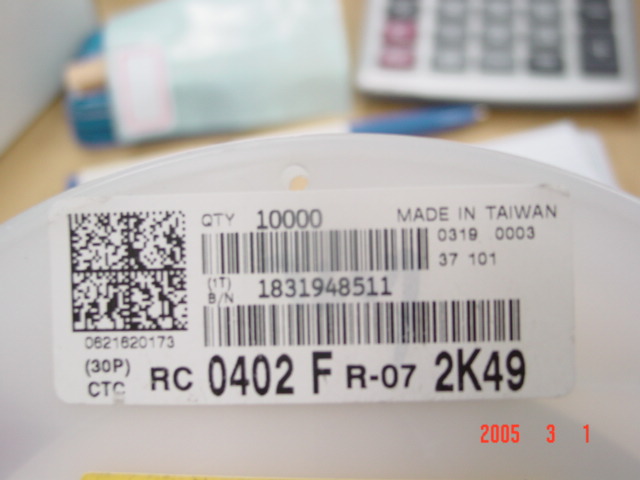 QTY 10000 MADE IN TAIWAN
0319 0003
37 101
(1T)
B/N 1831948511
0621620173
(30P)
CTC RC 0402 F R-07 2K49
2005 3 1